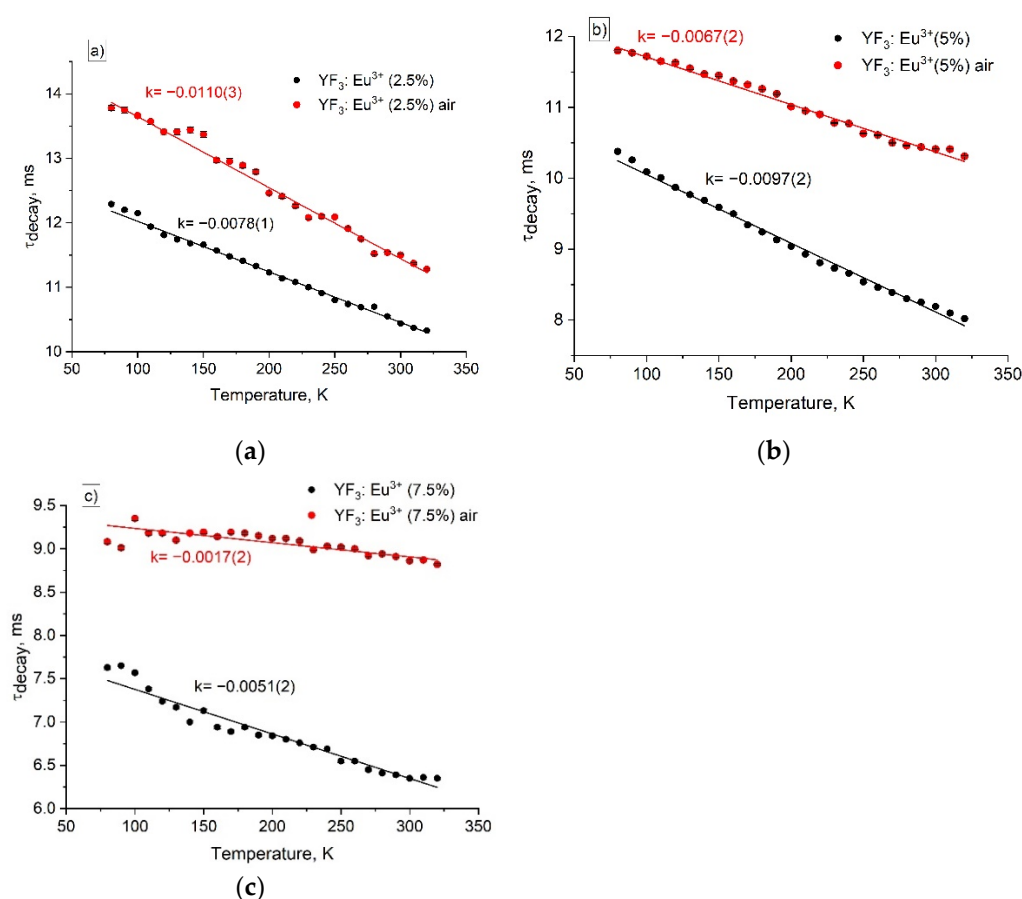 a)
YF₃: Eu³⁺ (2.5%)
YF₃: Eu³⁺ (2.5%) air
k= −0.0110(3)
k= −0.0078(1)
14
13
12
11
10
τdecay, ms
50 100 150 200 250 300 350
Temperature, K
(a)
b)
k= −0.0067(2)
YF₃: Eu³⁺(5%)
YF₃: Eu³⁺(5%) air
k= −0.0097(2)
12
11
10
9
8
τdecay, ms
50 100 150 200 250 300 350
Temperature, K
(b)
c)
YF₃: Eu³⁺ (7.5%)
YF₃: Eu³⁺ (7.5%) air
k= −0.0017(2)
k= −0.0051(2)
9.5
9.0
8.5
8.0
7.5
7.0
6.5
6.0
τdecay, ms
50 100 150 200 250 300 350
Temperature, K
(c)